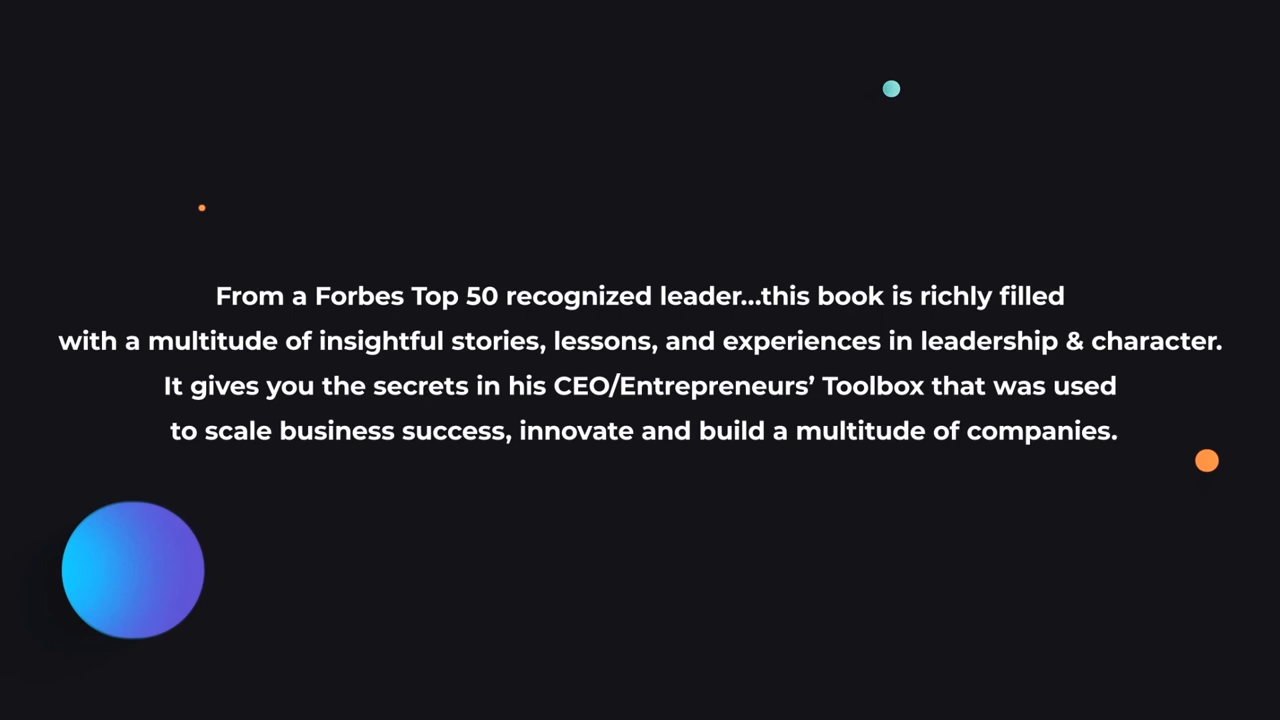 From a Forbes Top 50 recognized leader...this book is richly filled
with a multitude of insightful stories, lessons, and experiences in leadership & character.
It gives you the secrets in his CEO/Entrepreneurs’ Toolbox that was used
to scale business success, innovate and build a multitude of companies.